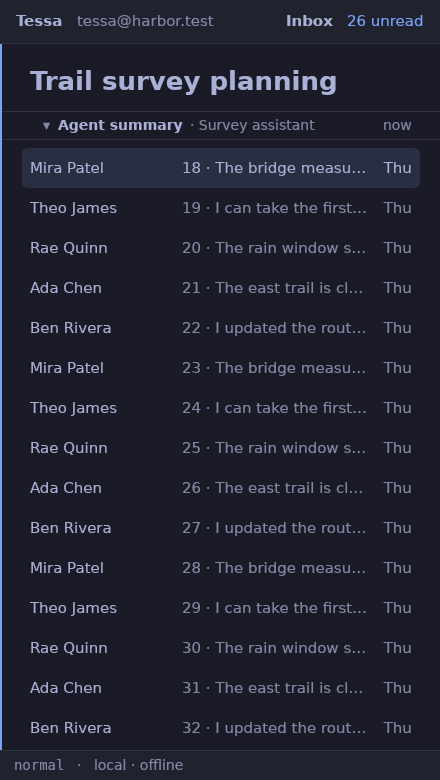 Tessa tessa@harbor.test Inbox 26 unread
Trail survey planning
▾ Agent summary · Survey assistant now
Mira Patel 18 · The bridge measu… Thu
Theo James 19 · I can take the first… Thu
Rae Quinn 20 · The rain window s… Thu
Ada Chen 21 · The east trail is cl… Thu
Ben Rivera 22 · I updated the rout… Thu
Mira Patel 23 · The bridge measu… Thu
Theo James 24 · I can take the first… Thu
Rae Quinn 25 · The rain window s… Thu
Ada Chen 26 · The east trail is cl… Thu
Ben Rivera 27 · I updated the rout… Thu
Mira Patel 28 · The bridge measu… Thu
Theo James 29 · I can take the first… Thu
Rae Quinn 30 · The rain window s… Thu
Ada Chen 31 · The east trail is cl… Thu
Ben Rivera 32 · I updated the rout… Thu
normal · local · offline